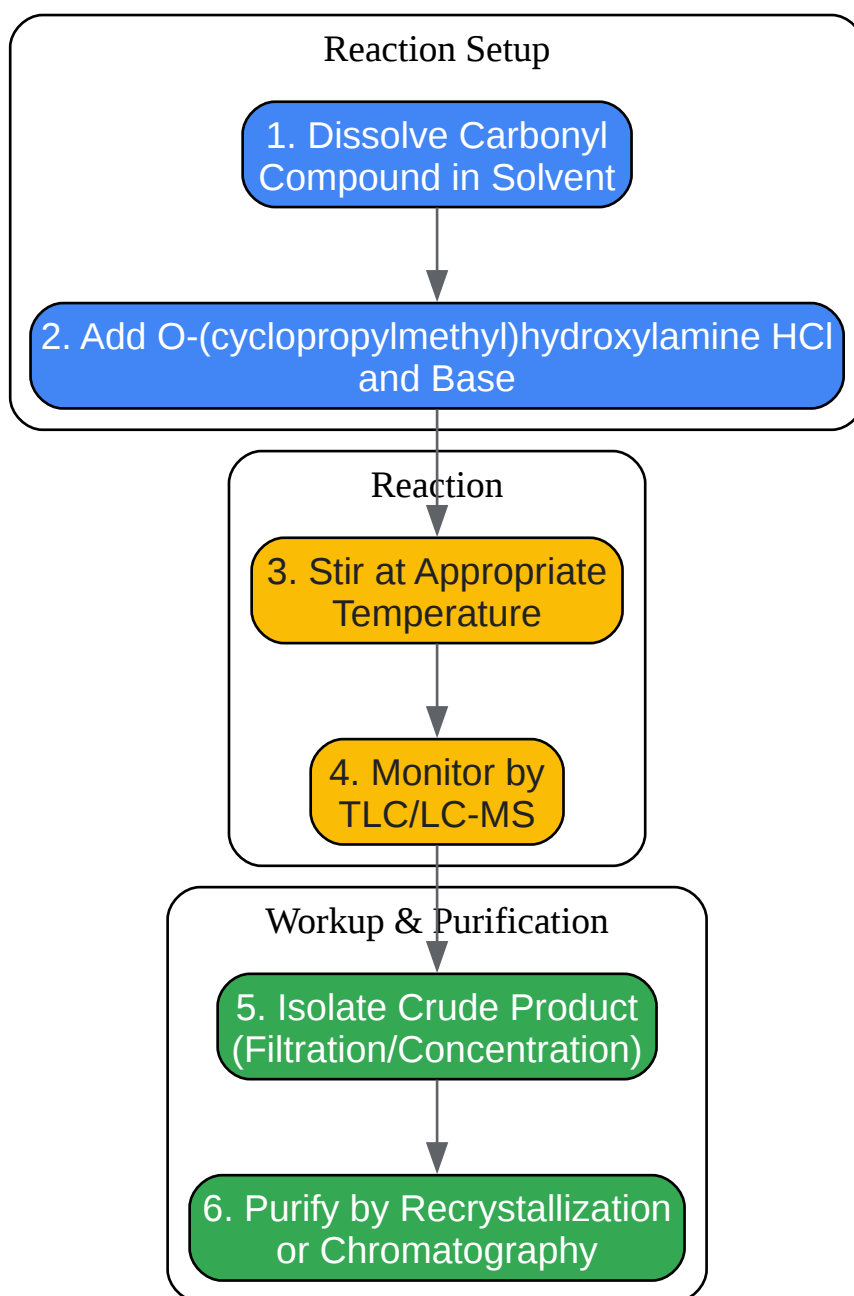 Reaction Setup
1. Dissolve Carbonyl
Compound in Solvent
2. Add O-(cyclopropylmethyl)hydroxylamine HCl
and Base
Reaction
3. Stir at Appropriate
Temperature
4. Monitor by
TLC/LC-MS
Workup & Purification
5. Isolate Crude Product
(Filtration/Concentration)
6. Purify by Recrystallization
or Chromatography